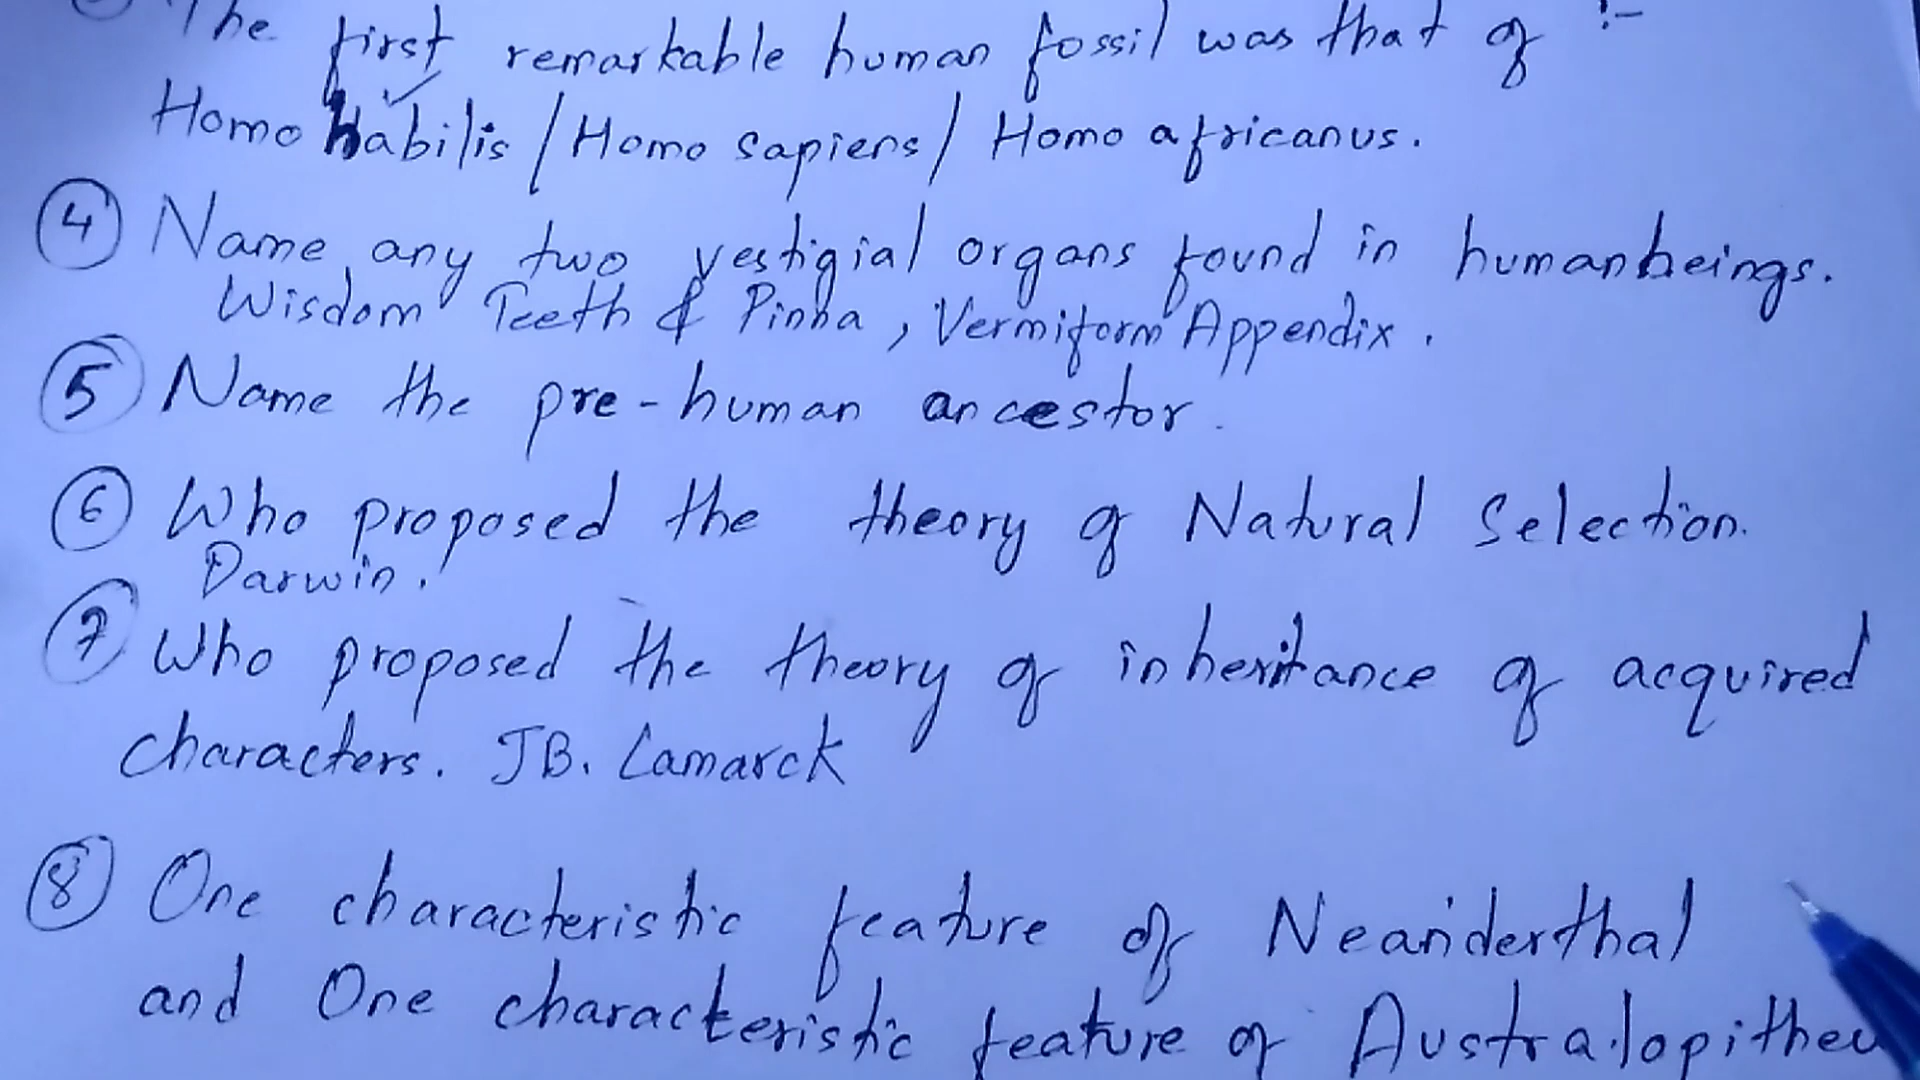 The first remarkable human fossil was that of :-
Homo habilis / Homo sapiens / Homo africanus.
4 Name any two vestigial organs found in humanbeings.
Wisdom Teeth & Pinna, Vermiform Appendix.
5 Name the pre-human ancestor.
6 Who proposed the theory of Natural Selection.
Darwin.
7 Who proposed the theory of inheritance of acquired
characters. JB. Lamarck
8 One characteristic feature of Neanderthal
and One characteristic feature of Australopithec